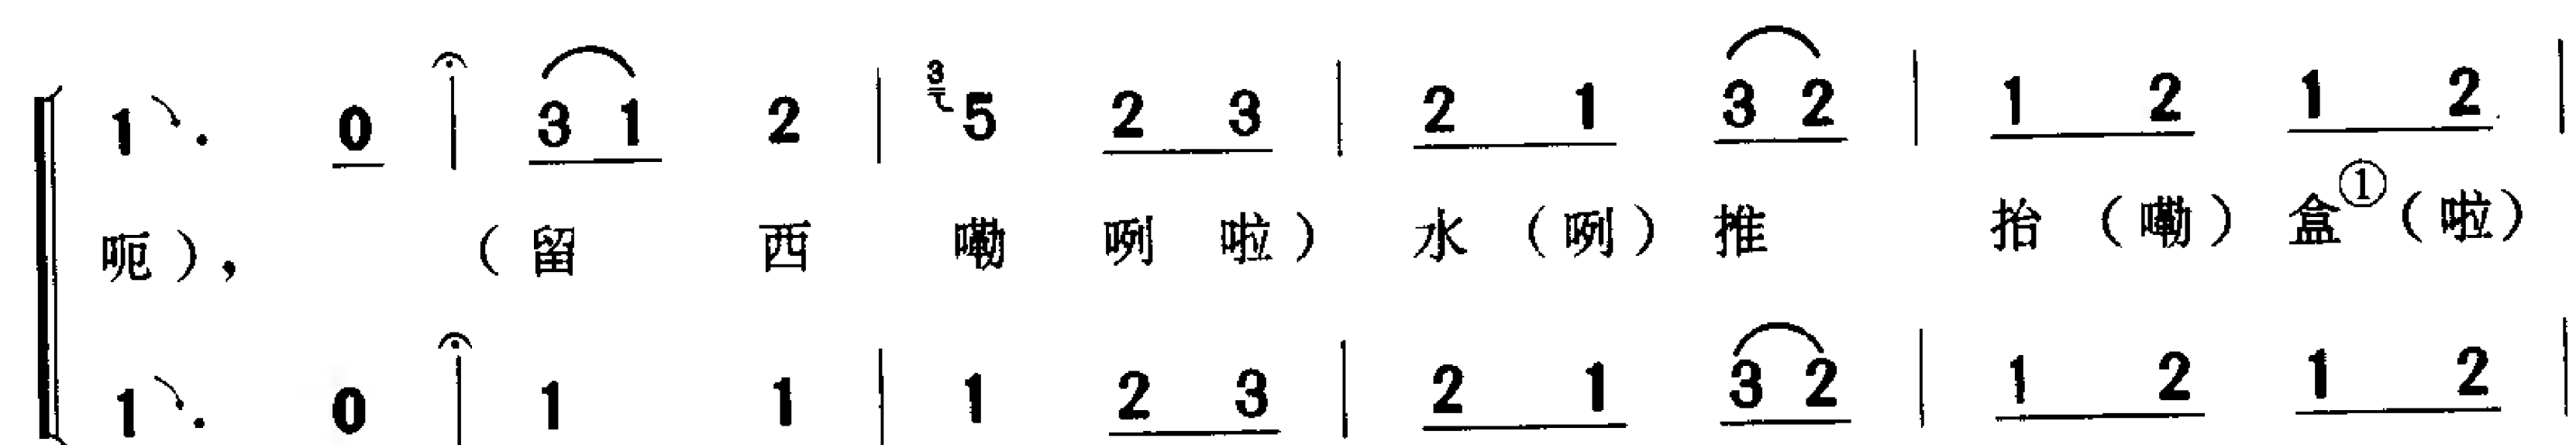 1 · 0 | 3 1 2 | 3 5 2 3 | 2 1 3 2 | 1 2 1 2 |
呃），（留 西 嘞 咧 啦） 水（咧）推 抬（嘞）盒①（啦）
1 · 0 | 1 1 | 1 2 3 | 2 1 3 2 | 1 2 1 2 |